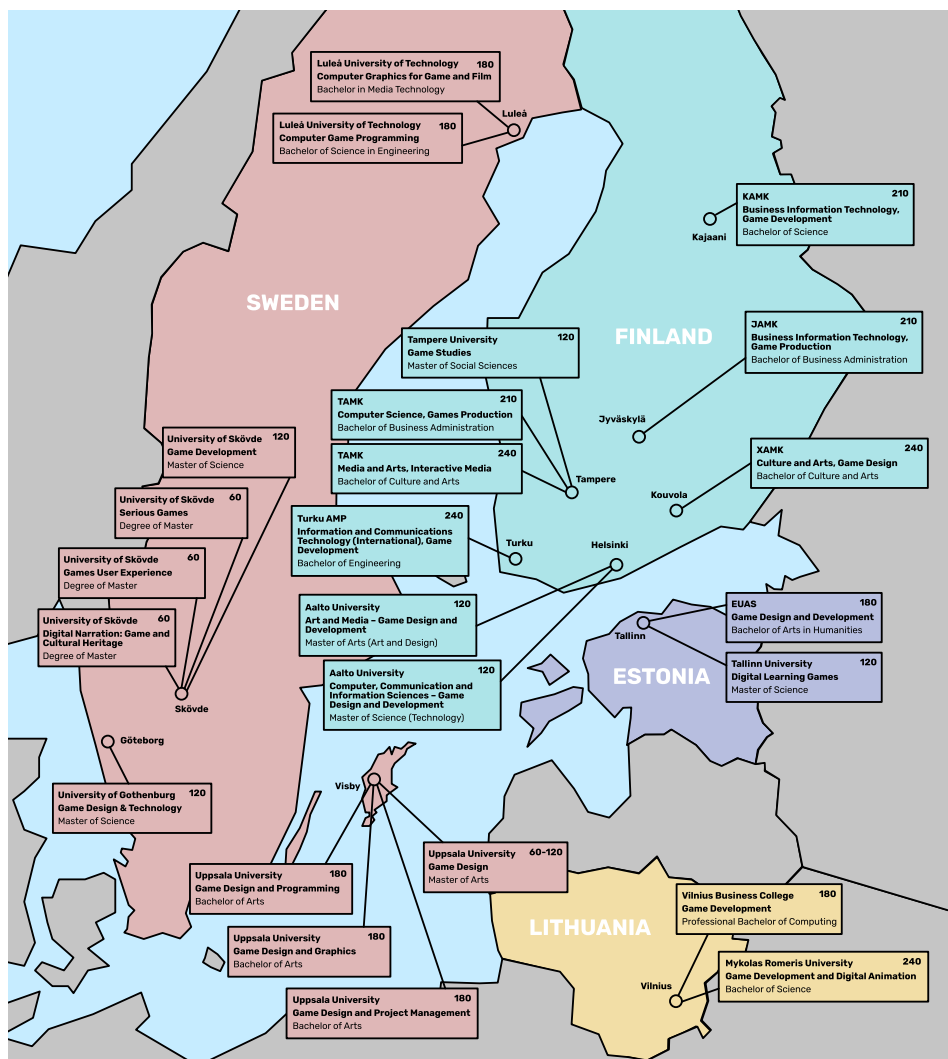 Luleå University of Technology 180
Computer Graphics for Game and Film
Bachelor in Media Technology
Luleå
Luleå University of Technology 180
Computer Game Programming
Bachelor of Science in Engineering
KAMK 210
Business Information Technology,
Game Development
Bachelor of Science
Kajaani
SWEDEN
FINLAND
JAMK 210
Business Information Technology,
Game Production
Bachelor of Business Administration
Tampere University 120
Game Studies
Master of Social Sciences
TAMK 210
Computer Science, Games Production
Bachelor of Business Administration
Jyväskylä
University of Skövde 120
Game Development
Master of Science
TAMK 240
Media and Arts, Interactive Media
Bachelor of Culture and Arts
Tampere
XAMK 240
Culture and Arts, Game Design
Bachelor of Culture and Arts
Kouvola
University of Skövde 60
Serious Games
Degree of Master
Turku AMP 240
Information and Communications
Technology (International), Game
Development
Bachelor of Engineering
Turku
Helsinki
University of Skövde 60
Games User Experience
Degree of Master
University of Skövde 60
Digital Narration: Game and
Cultural Heritage
Degree of Master
Aalto University 120
Art and Media – Game Design and
Development
Master of Arts (Art and Design)
EUAS 180
Game Design and Development
Bachelor of Arts in Humanities
Tallinn
Tallinn University 120
Digital Learning Games
Master of Science
ESTONIA
Aalto University 120
Computer, Communication and
Information Sciences – Game
Design and Development
Master of Science (Technology)
Skövde
Göteborg
Visby
University of Gothenburg 120
Game Design & Technology
Master of Science
Uppsala University 60-120
Game Design
Master of Arts
Uppsala University 180
Game Design and Programming
Bachelor of Arts
Vilnius Business College 180
Game Development
Professional Bachelor of Computing
LITHUANIA
Uppsala University 180
Game Design and Graphics
Bachelor of Arts
Mykolas Romeris University 240
Game Development and Digital Animation
Bachelor of Science
Vilnius
Uppsala University 180
Game Design and Project Management
Bachelor of Arts